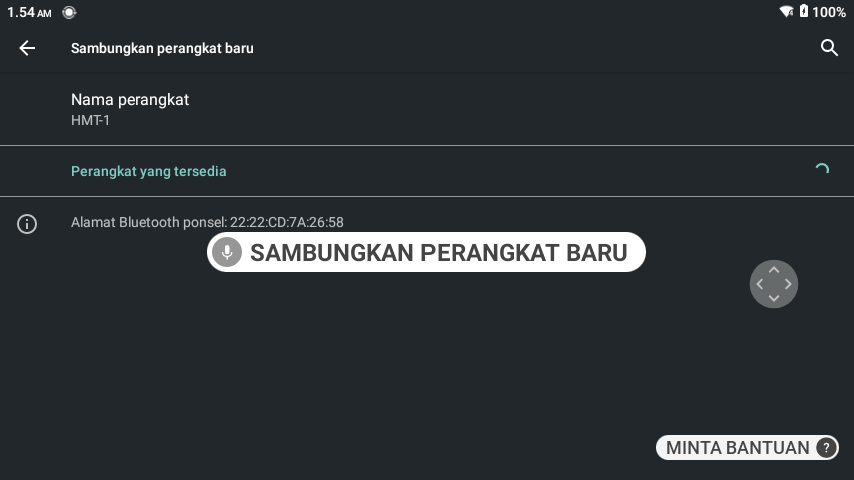 1.54 AM
100%
Sambungkan perangkat baru
Nama perangkat
HMT-1
Perangkat yang tersedia
Alamat Bluetooth ponsel: 22:22:CD:7A:26:58
SAMBUNGKAN PERANGKAT BARU
MINTA BANTUAN ?